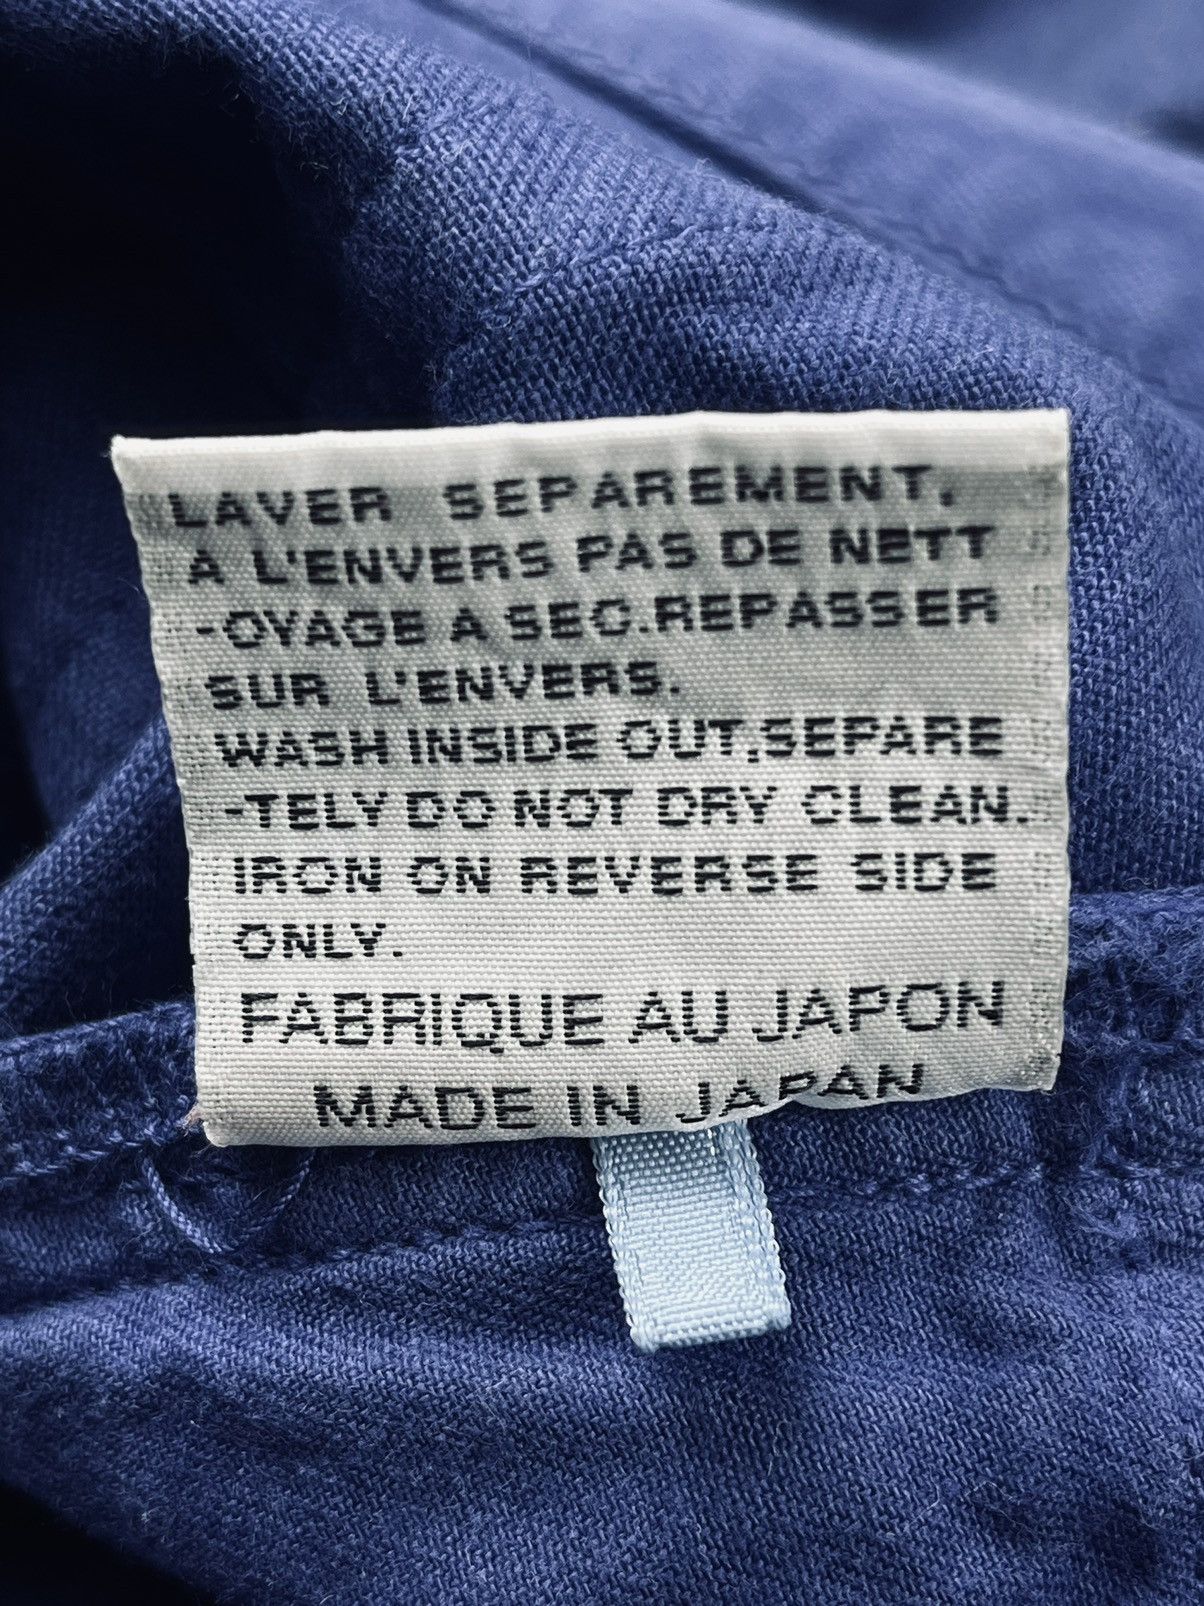 LAVER SEPAREMENT,
A L'ENVERS PAS DE NETT
-OYAGE A SEC.REPASSER
SUR L'ENVERS.
WASH INSIDE OUT,SEPARE
-TELY DO NOT DRY CLEAN.
IRON ON REVERSE SIDE
ONLY.
FABRIQUE AU JAPON
MADE IN JAPAN